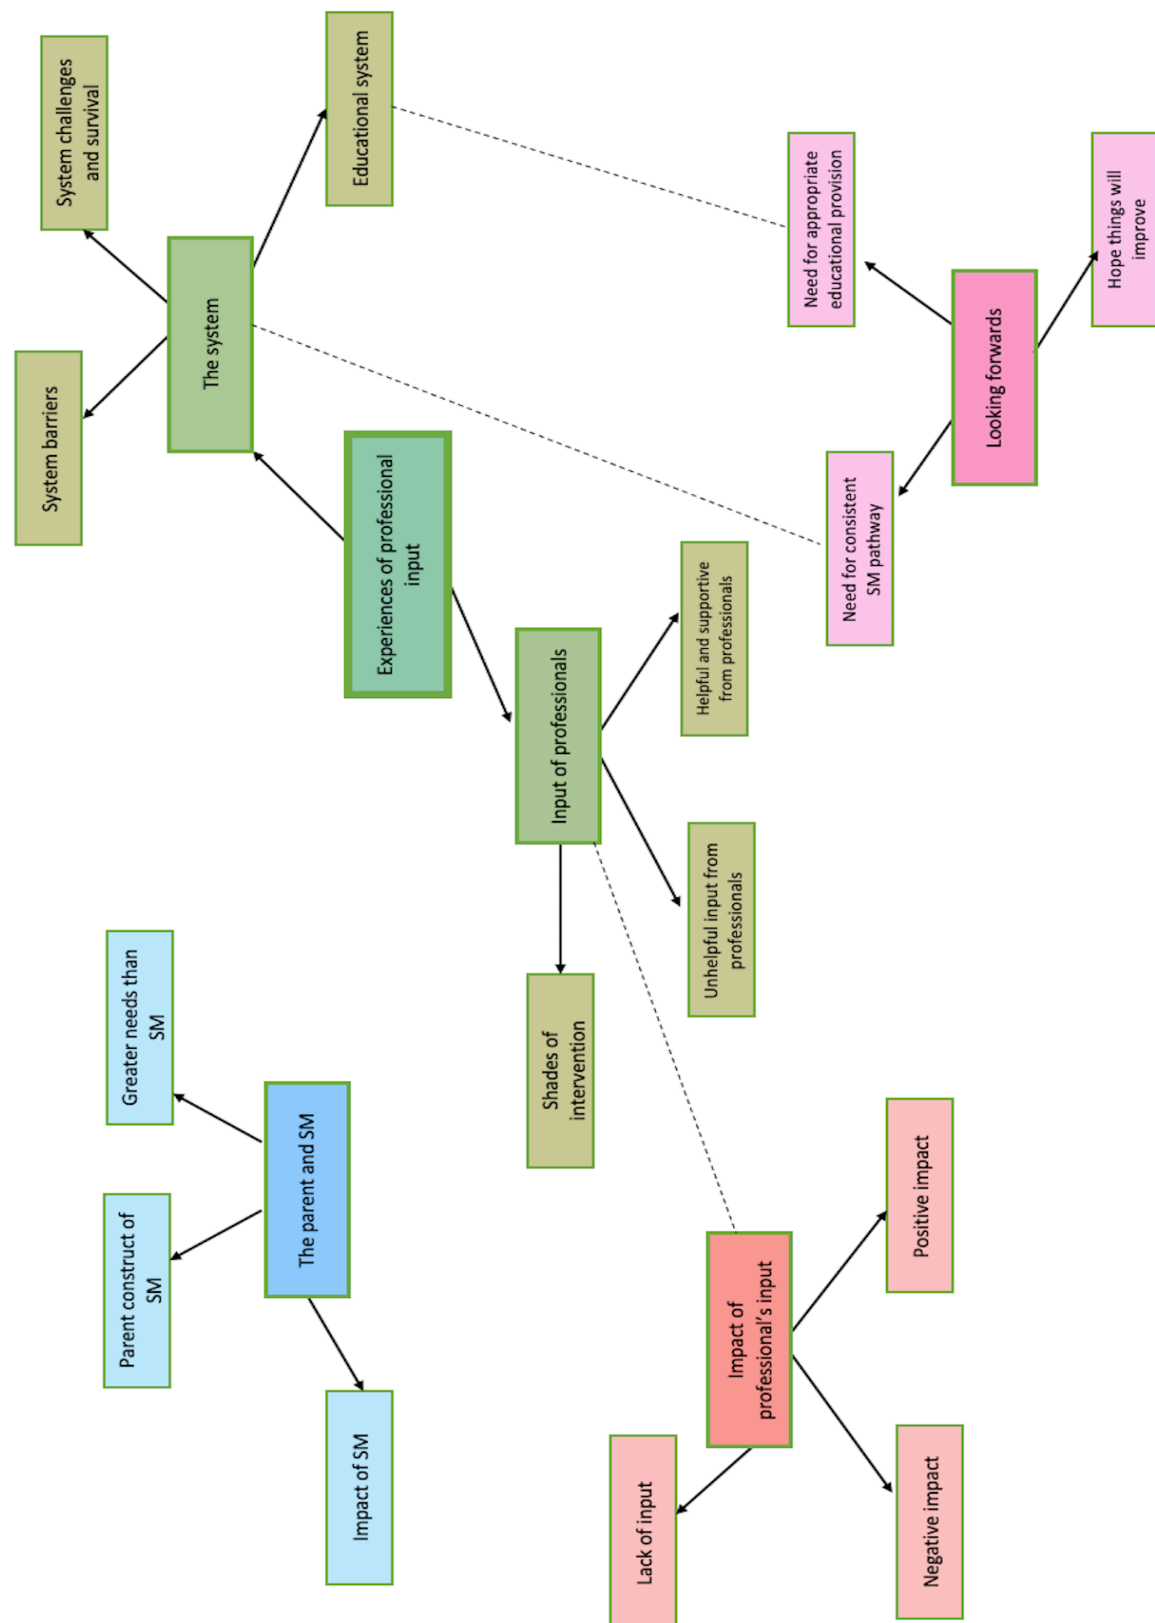 Parent construct of
SM
Greater needs than
SM
The parent and SM
Impact of SM
System barriers
System challenges
and survival
The system
Educational system
Experiences of professional
input
Input of professionals
Shades of
intervention
Unhelpful input from
professionals
Helpful and supportive
from professionals
Lack of input
Impact of
professional’s input
Negative impact
Positive impact
Need for consistent
SM pathway
Need for appropriate
educational provision
Looking forwards
Hope things will
improve